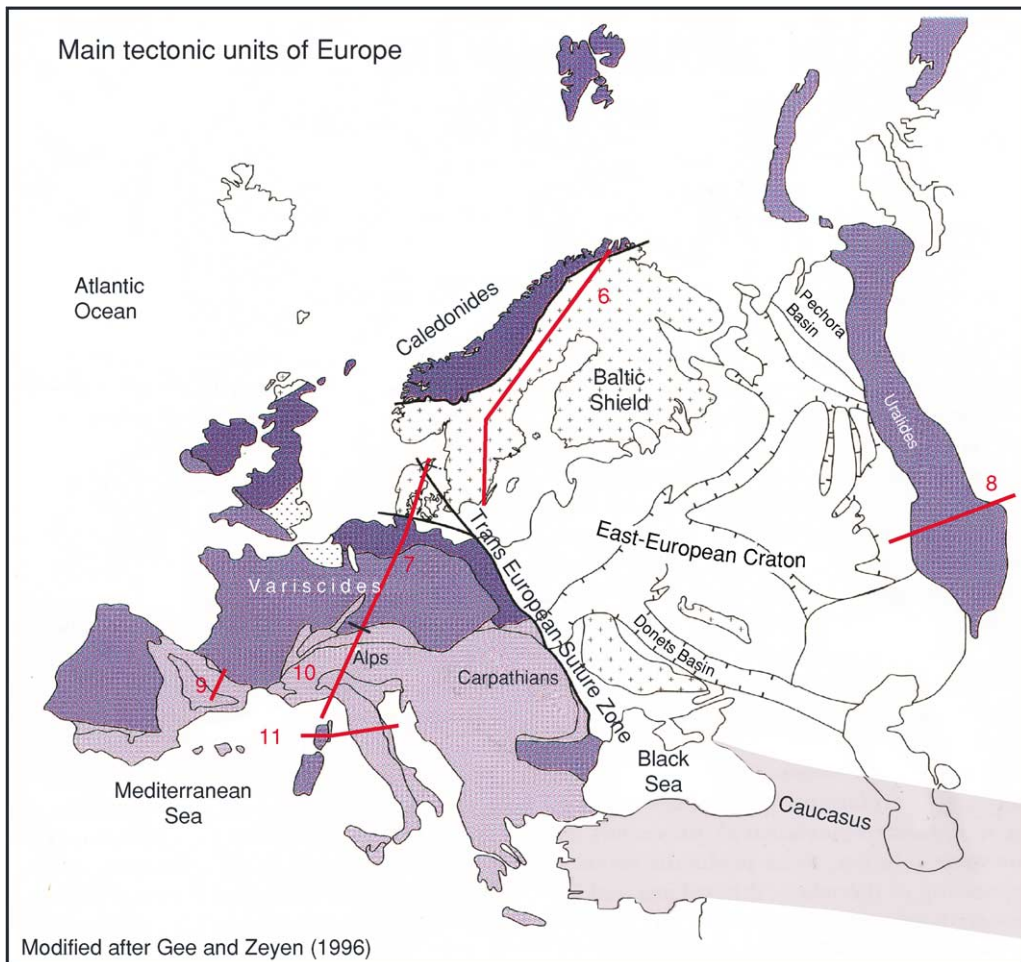 Main tectonic units of Europe
Atlantic
Ocean
Caledonides
6
Pechora
Basin
Baltic
Shield
Uralides
8
7
Trans European Suture Zone
East-European Craton
Variscides
Donets Basin
9
10
Alps
Carpathians
11
Black
Sea
Mediterranean
Sea
Caucasus
Modified after Gee and Zeyen (1996)